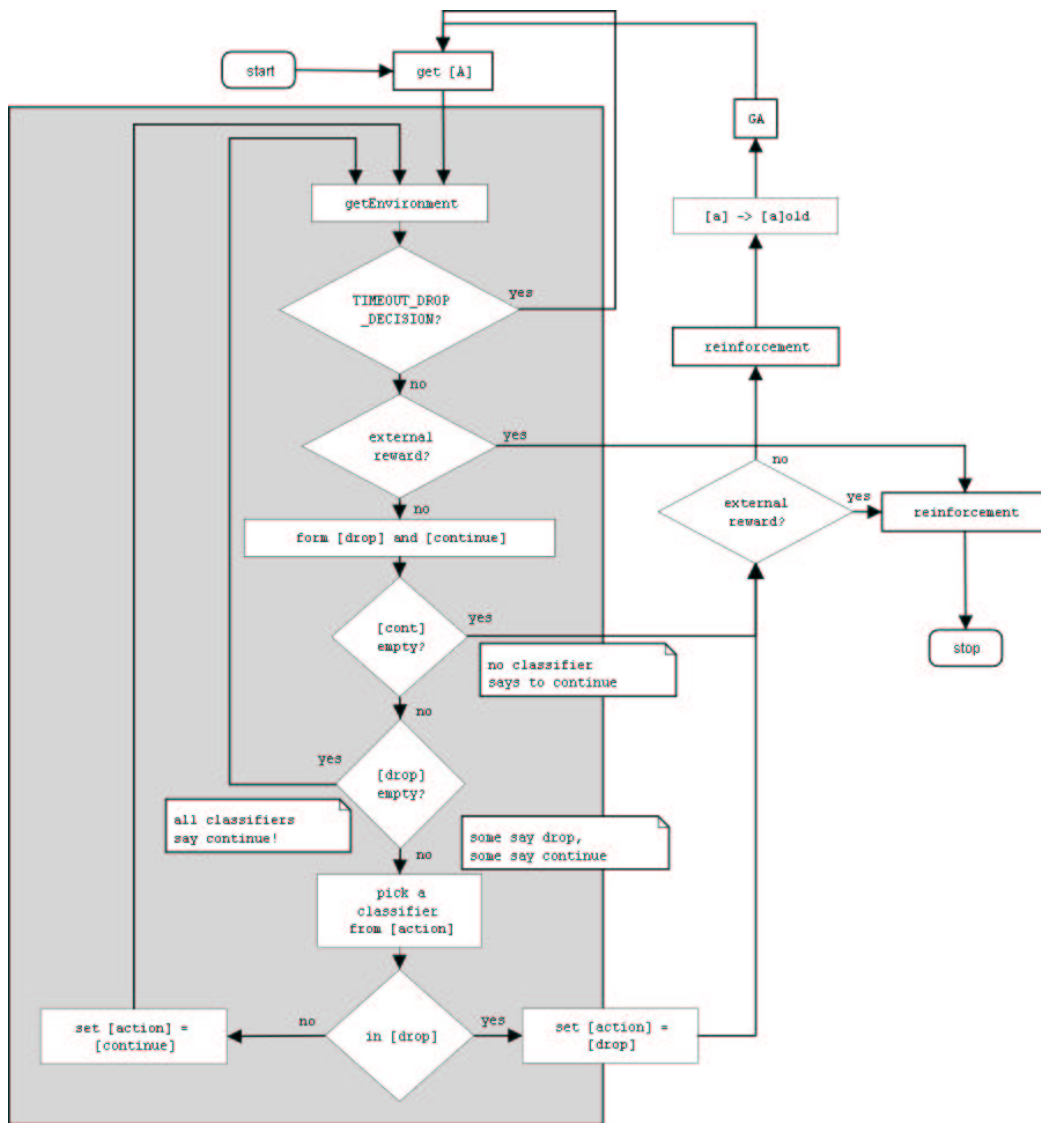 start
get [A]
GA
getEnvironment
[a] -> [a]old
TIMEOUT_DROP
_DECISION?
yes
reinforcement
no
external
reward?
yes
no
external
reward?
yes
reinforcement
no
form [drop] and [continue]
[cont]
empty?
yes
stop
no classifier
says to continue
no
yes
[drop]
empty?
all classifiers
say continue!
some say drop,
some say continue
no
pick a
classifier
from [action]
set [action] =
[continue]
no
in [drop]
yes
set [action] =
[drop]